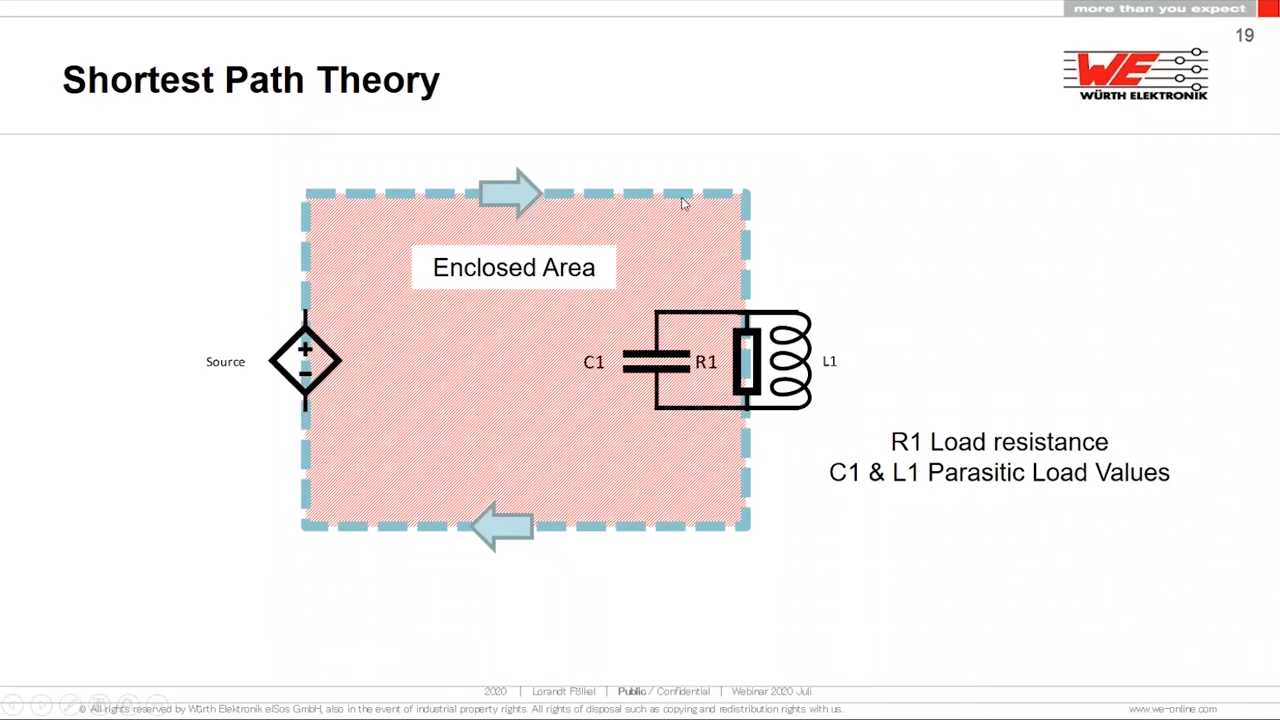 more than you expect
19
Shortest Path Theory
WE
WÜRTH ELEKTRONIK
Enclosed Area
+
Source
C1
R1
L1
R1 Load resistance
C1 & L1 Parasitic Load Values
2020 | Lorandt Fölkel | Public / Confidential | Webinar 2020 Juli
© All rights reserved by Würth Elektronik eiSos GmbH, also in the event of industrial property rights. All rights of disposal such as copying and redistribution rights with us.
www.we-online.com